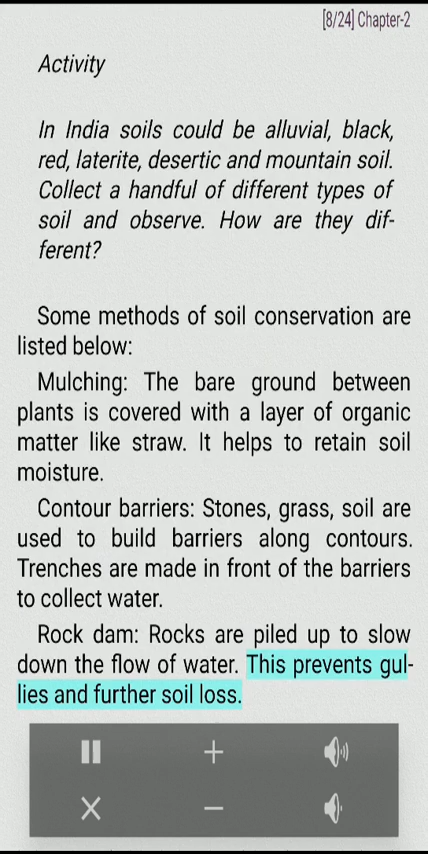 [8/24] Chapter-2
Activity
In India soils could be alluvial, black,
red, laterite, desertic and mountain soil.
Collect a handful of different types of
soil and observe. How are they dif-
ferent?
Some methods of soil conservation are
listed below:
Mulching: The bare ground between
plants is covered with a layer of organic
matter like straw. It helps to retain soil
moisture.
Contour barriers: Stones, grass, soil are
used to build barriers along contours.
Trenches are made in front of the barriers
to collect water.
Rock dam: Rocks are piled up to slow
down the flow of water. This prevents gul-
lies and further soil loss.